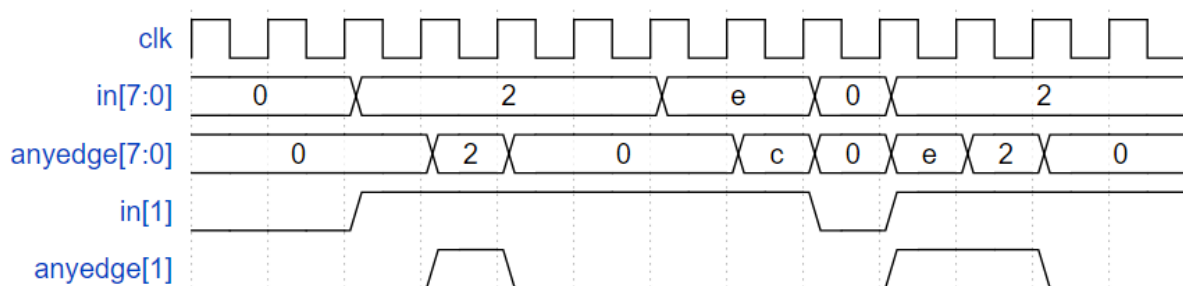 clk
in[7:0] 0 2 e 0 2
anyedge[7:0] 0 2 0 c 0 e 2 0
in[1]
anyedge[1]